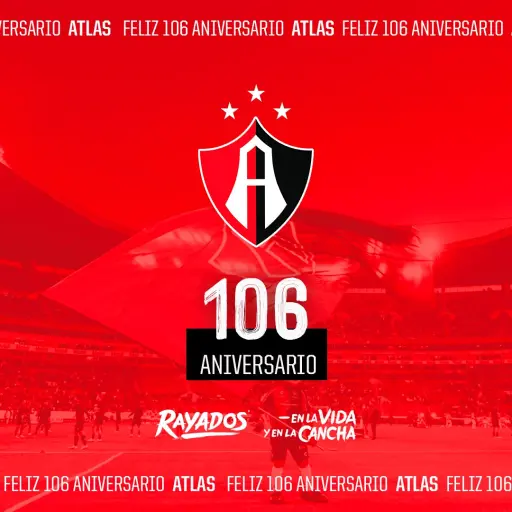 VERSARIO ATLAS FELIZ 106 ANIVERSARIO ATLAS FELIZ 106 ANIVERSARIO
A
106
ANIVERSARIO
RAYADOS
—EN LA VIDA
Y EN LA CANCHA
FELIZ 106 ANIVERSARIO ATLAS FELIZ 106 ANIVERSARIO ATLAS FELIZ 106